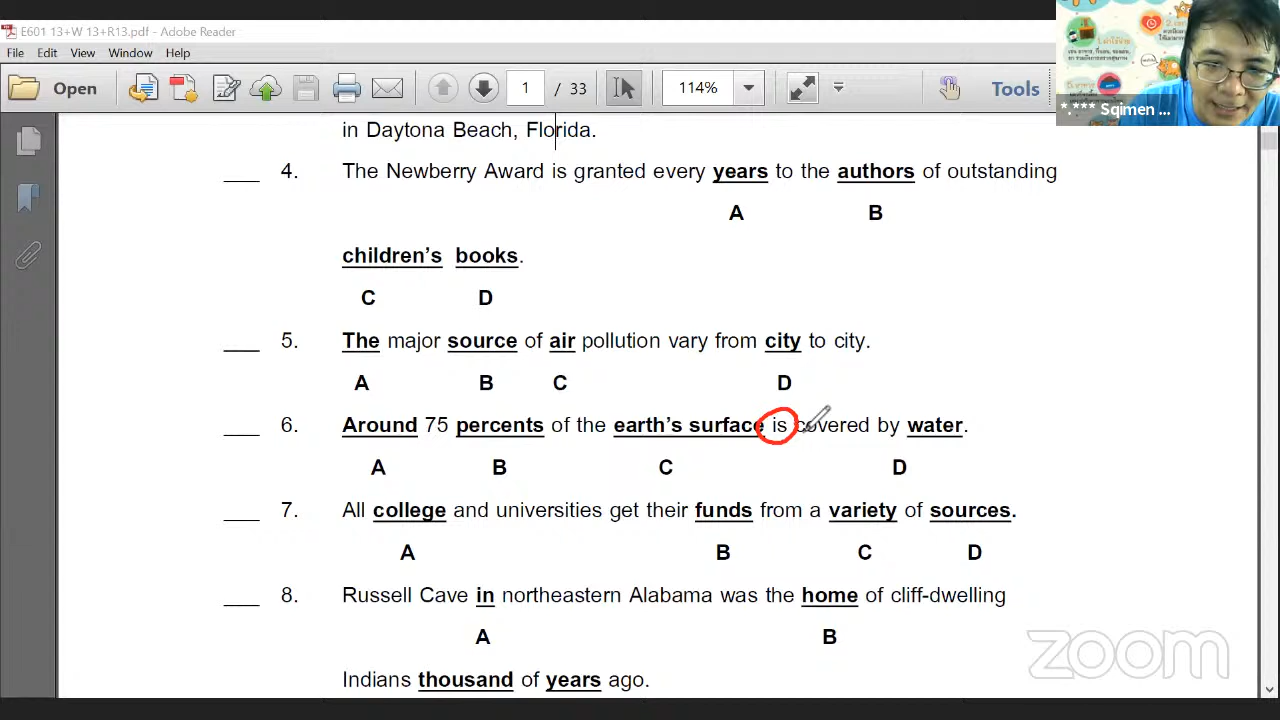 E601 13+W 13+R13.pdf - Adobe Reader
File Edit View Window Help
Open 1 / 33 114% Tools
*.*** Sqimen ...
in Daytona Beach, Florida.
___ 4. The Newberry Award is granted every years to the authors of outstanding
A B
children’s books.
C D
___ 5. The major source of air pollution vary from city to city.
A B C D
___ 6. Around 75 percents of the earth’s surface is covered by water.
A B C D
___ 7. All college and universities get their funds from a variety of sources.
A B C D
___ 8. Russell Cave in northeastern Alabama was the home of cliff-dwelling
A B
Indians thousand of years ago.
zoom